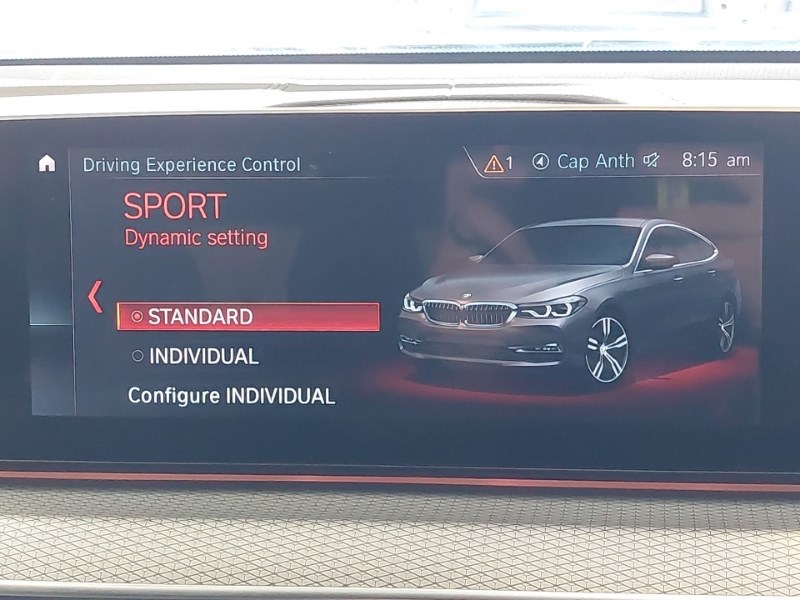 Driving Experience Control
1 Cap Anth 8:15 am
SPORT
Dynamic setting
STANDARD
INDIVIDUAL
Configure INDIVIDUAL